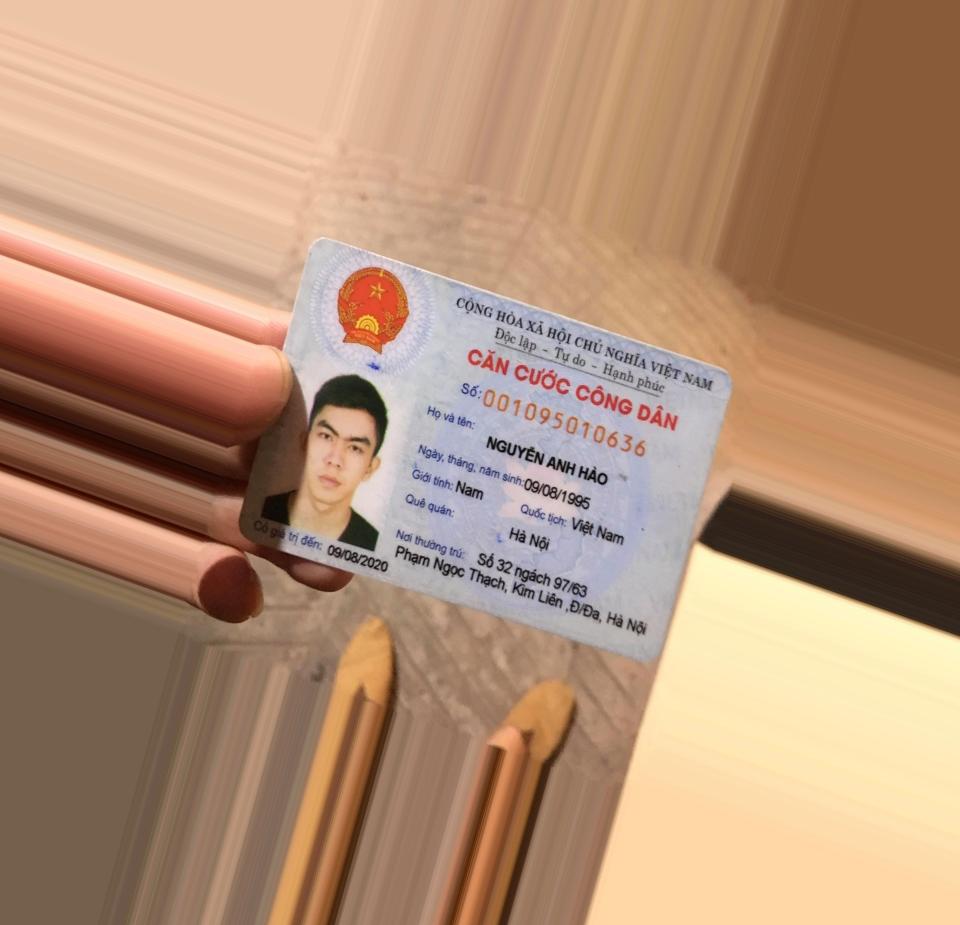 CỘNG HÒA XÃ HỘI CHỦ NGHĨA VIỆT NAM
Độc lập - Tự do - Hạnh phúc
CĂN CƯỚC CÔNG DÂN
Số: 001095010636
Họ và tên:
NGUYỄN ANH HÀO
Ngày, tháng, năm sinh: 09/08/1995
Giới tính: Nam Quốc tịch: Việt Nam
Quê quán:
Hà Nội
Nơi thường trú: Số 32 ngách 97/63
Phạm Ngọc Thạch, Kim Liên ,Đ/Đa, Hà Nội
Có giá trị đến: 09/08/2020